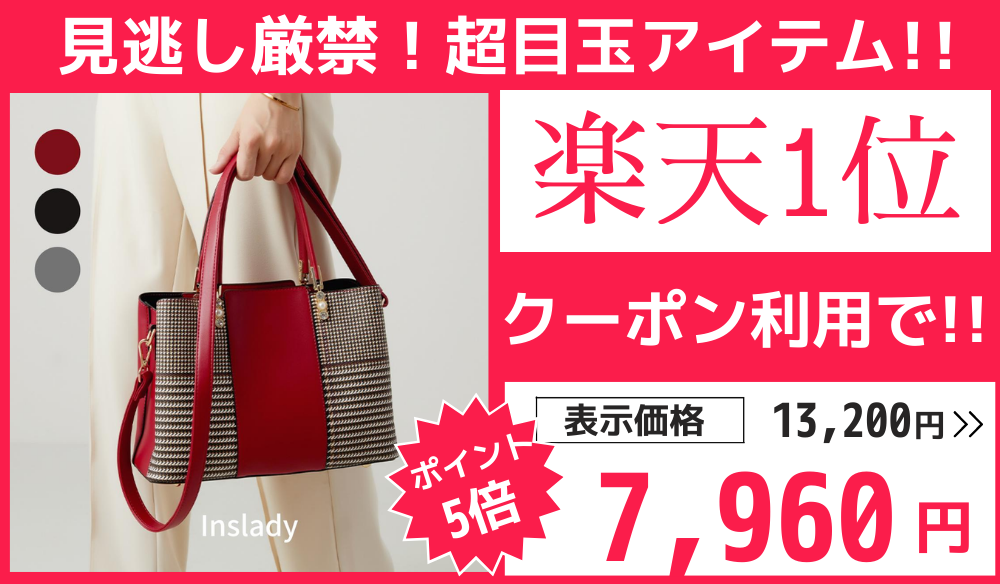 見逃し厳禁！超目玉アイテム!!
楽天1位
クーポン利用で!!
表示価格 13,200円>>
7,960円
ポイント
5倍
Inslady